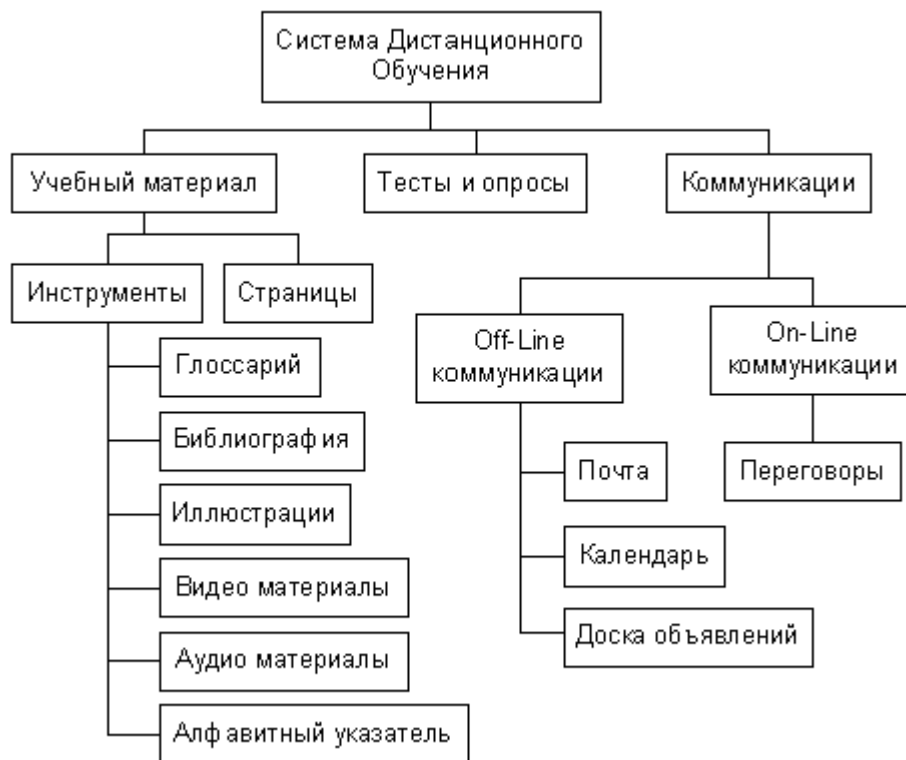 Система Дистанционного
Обучения
Учебный материал
Тесты и опросы
Коммуникации
Инструменты
Страницы
Глоссарий
Библиография
Иллюстрации
Видео материалы
Аудио материалы
Алфавитный указатель
Off-Line
коммуникации
Почта
Календарь
Доска объявлений
On-Line
коммуникации
Переговоры